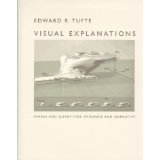 EDWARD R. TUFTE
VISUAL EXPLANATIONS
IMAGES AND QUANTITIES, EVIDENCE AND NARRATIVE